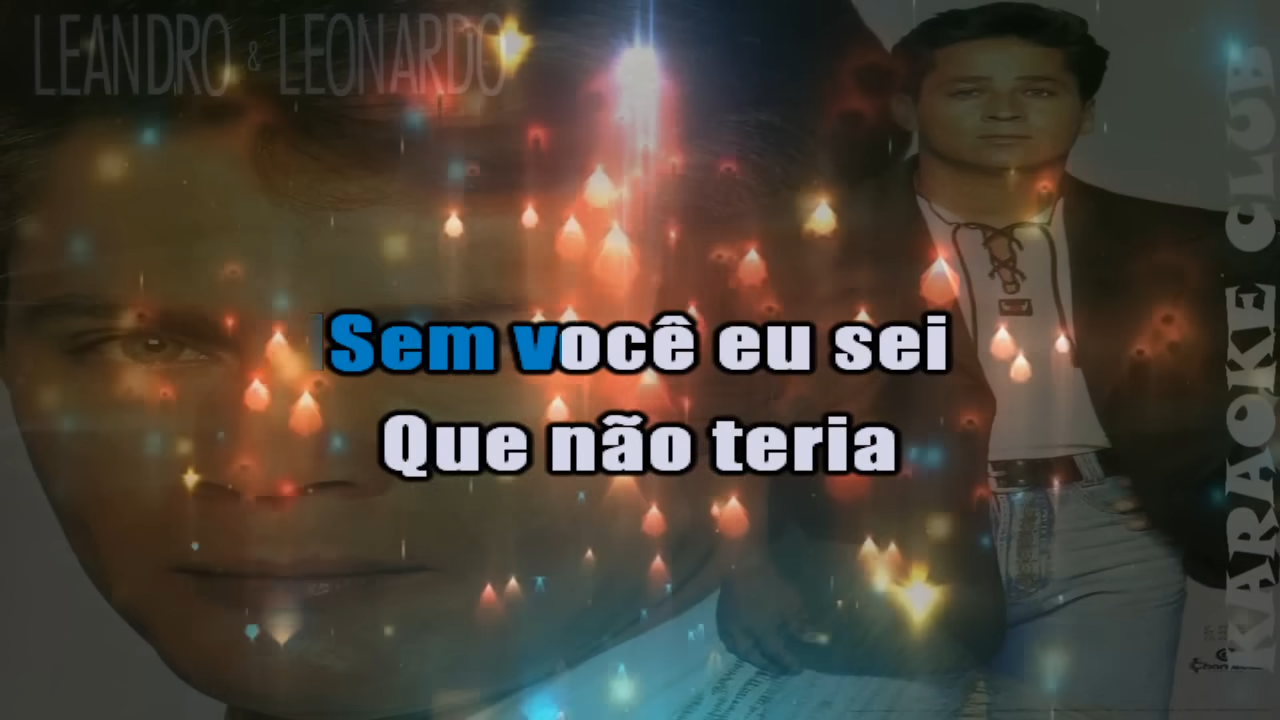 LEANDRO & LEONARDO
KARAOKE CLUB
Sem você eu sei
Que não teria